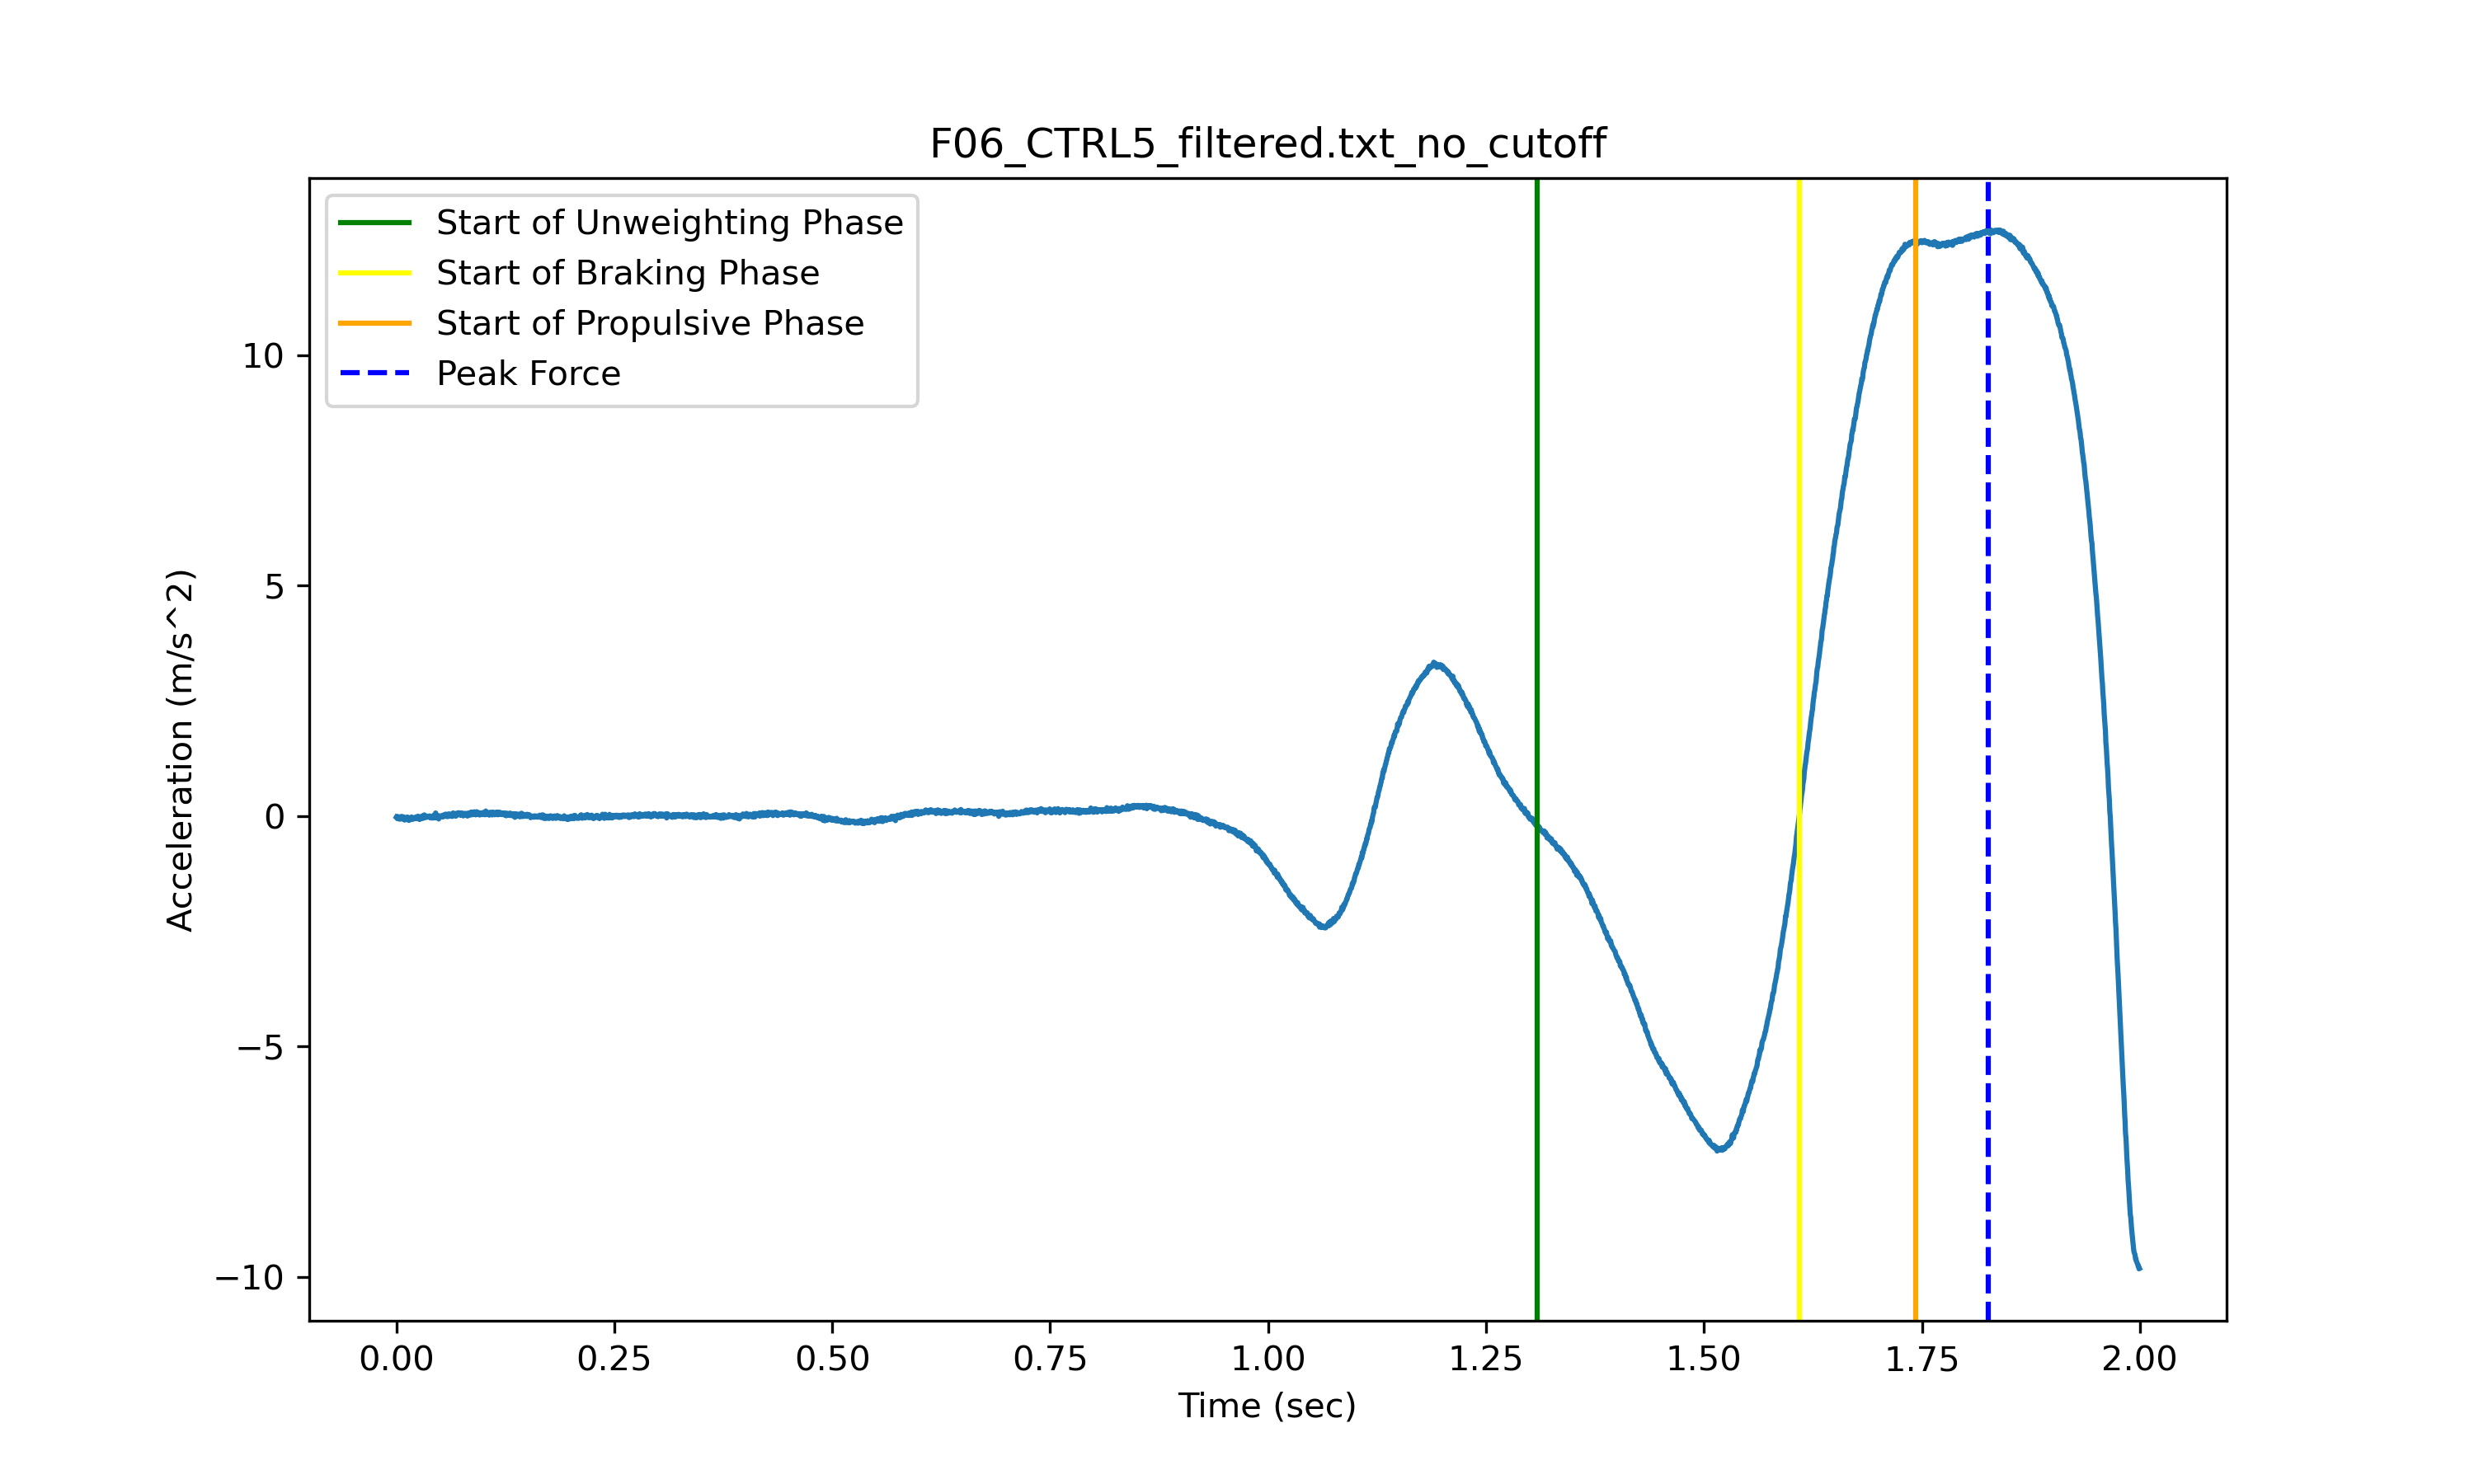 F06_CTRL5_filtered.txt_no_cutoff
Start of Unweighting Phase
Start of Braking Phase
Start of Propulsive Phase
Peak Force
Acceleration (m/s^2)
10
5
0
−5
−10
0.00 0.25 0.50 0.75 1.00 1.25 1.50 1.75 2.00
Time (sec)